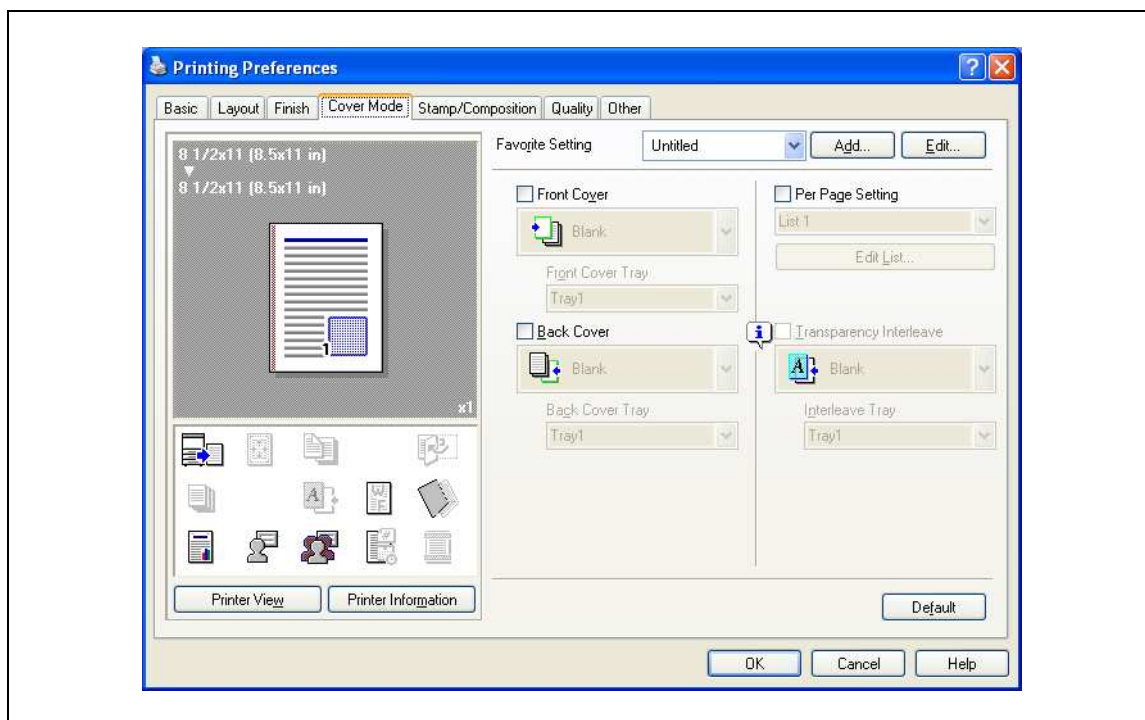 Printing Preferences
Basic Layout Finish Cover Mode Stamp/Composition Quality Other
8 1/2x11 (8.5x11 in)
8 1/2x11 (8.5x11 in)
1
x1
Printer View Printer Information
Favorite Setting Untitled Add... Edit...
Front Cover
Blank
Front Cover Tray
Tray1
Back Cover
Blank
Back Cover Tray
Tray1
Per Page Setting
List 1
Edit List...
Transparency Interleave
Blank
Interleave Tray
Tray1
Default
OK Cancel Help